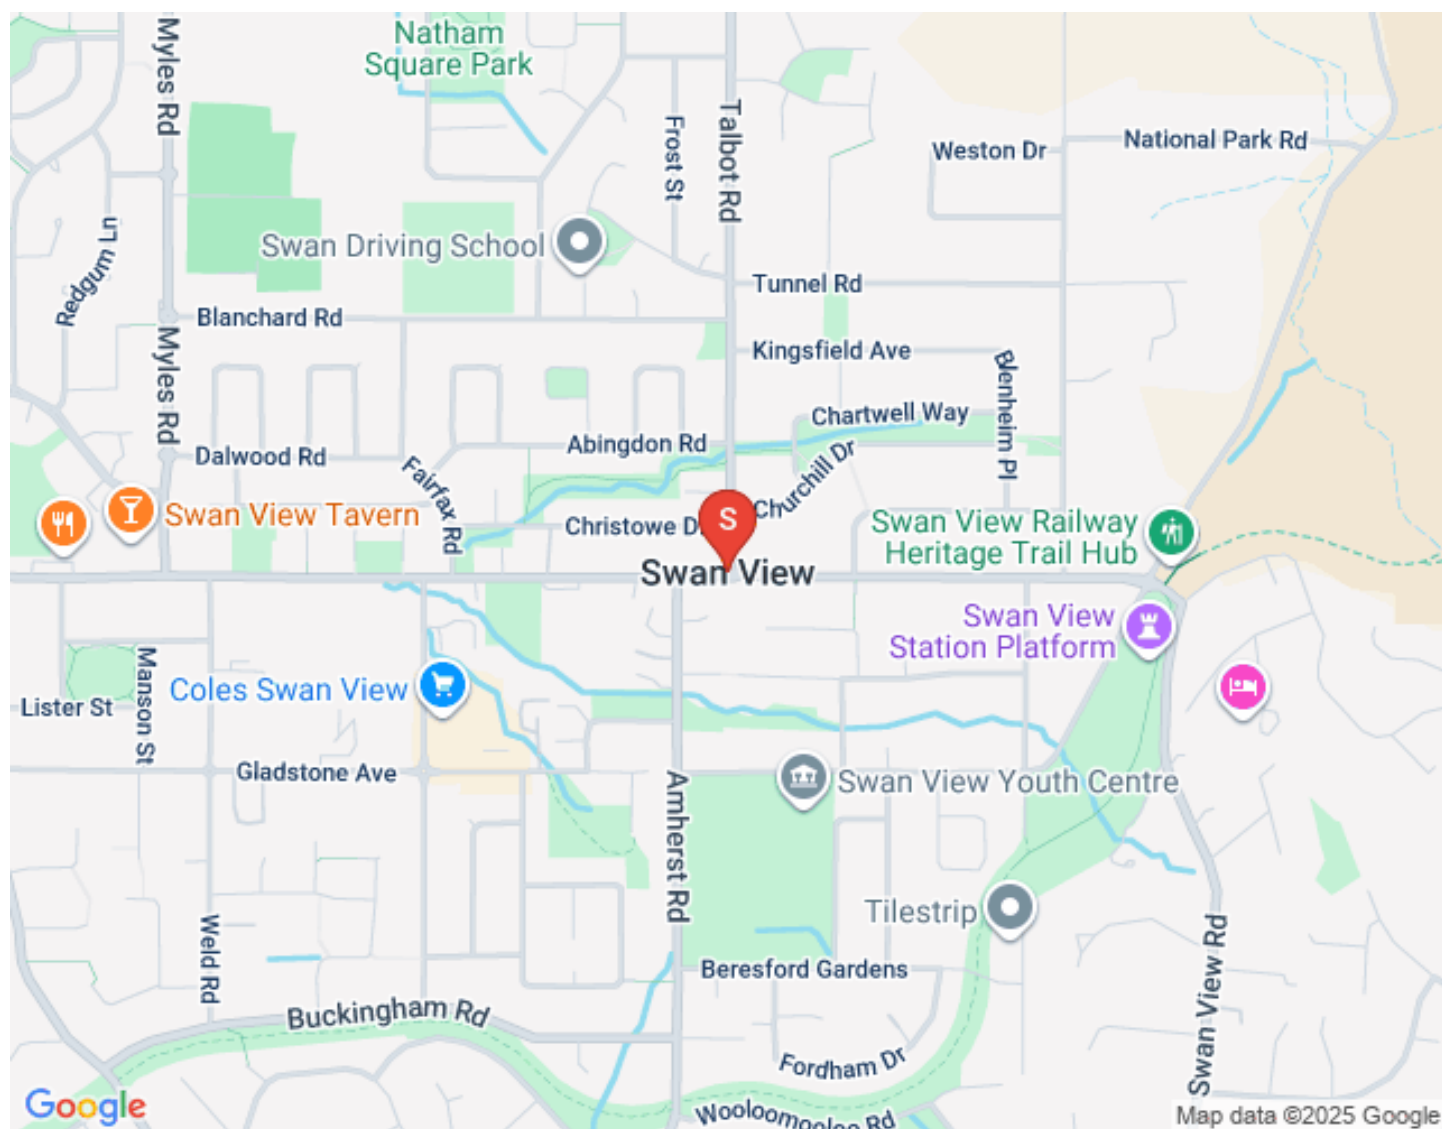 Natham
Square Park
Myles Rd
Talbot Rd
Frost St
Weston Dr
National Park Rd
Redgum Ln
Swan Driving School
Tunnel Rd
Blanchard Rd
Myles Rd
Kingsfield Ave
Blenheim Pl
Chartwell Way
Abingdon Rd
Dalwood Rd
Fairfax Rd
Churchill Dr
Swan View Tavern
Christowe D
S
Swan View Railway
Heritage Trail Hub
Swan View
Swan View
Station Platform
Manson St
Coles Swan View
Lister St
Gladstone Ave
Amherst Rd
Swan View Youth Centre
Tilestrip
Weld Rd
Beresford Gardens
Swan View Rd
Buckingham Rd
Fordham Dr
Wooloomooloo Rd
Google
Map data ©2025 Google